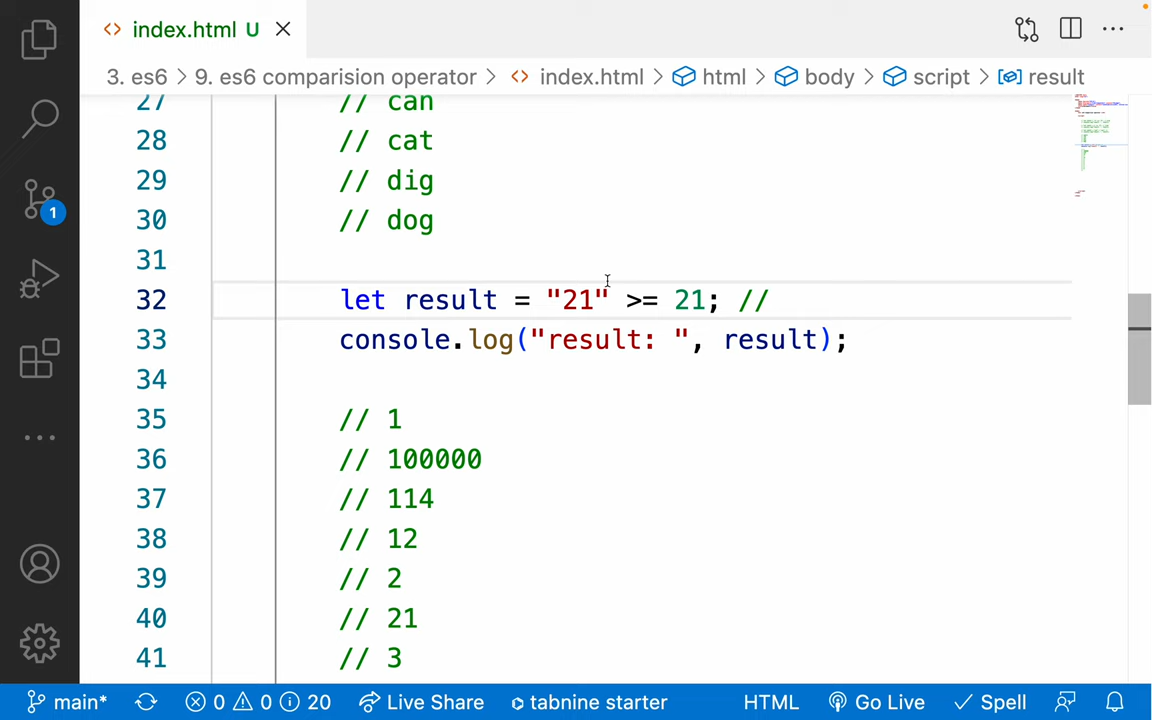 index.html U
3. es6 > 9. es6 comparision operator > index.html > html > body > script > result
27 // can
28 // cat
29 // dig
30 // dog
31
32 let result = "21" >= 21; //
33 console.log("result: ", result);
34
35 // 1
36 // 100000
37 // 114
38 // 12
39 // 2
40 // 21
41 // 3
1
main* 0 0 20 Live Share tabnine starter HTML Go Live Spell